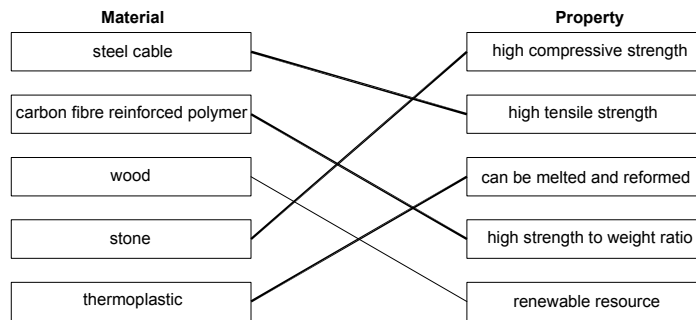 Material
Property
steel cable
high compressive strength
carbon fibre reinforced polymer
high tensile strength
wood
can be melted and reformed
stone
high strength to weight ratio
thermoplastic
renewable resource